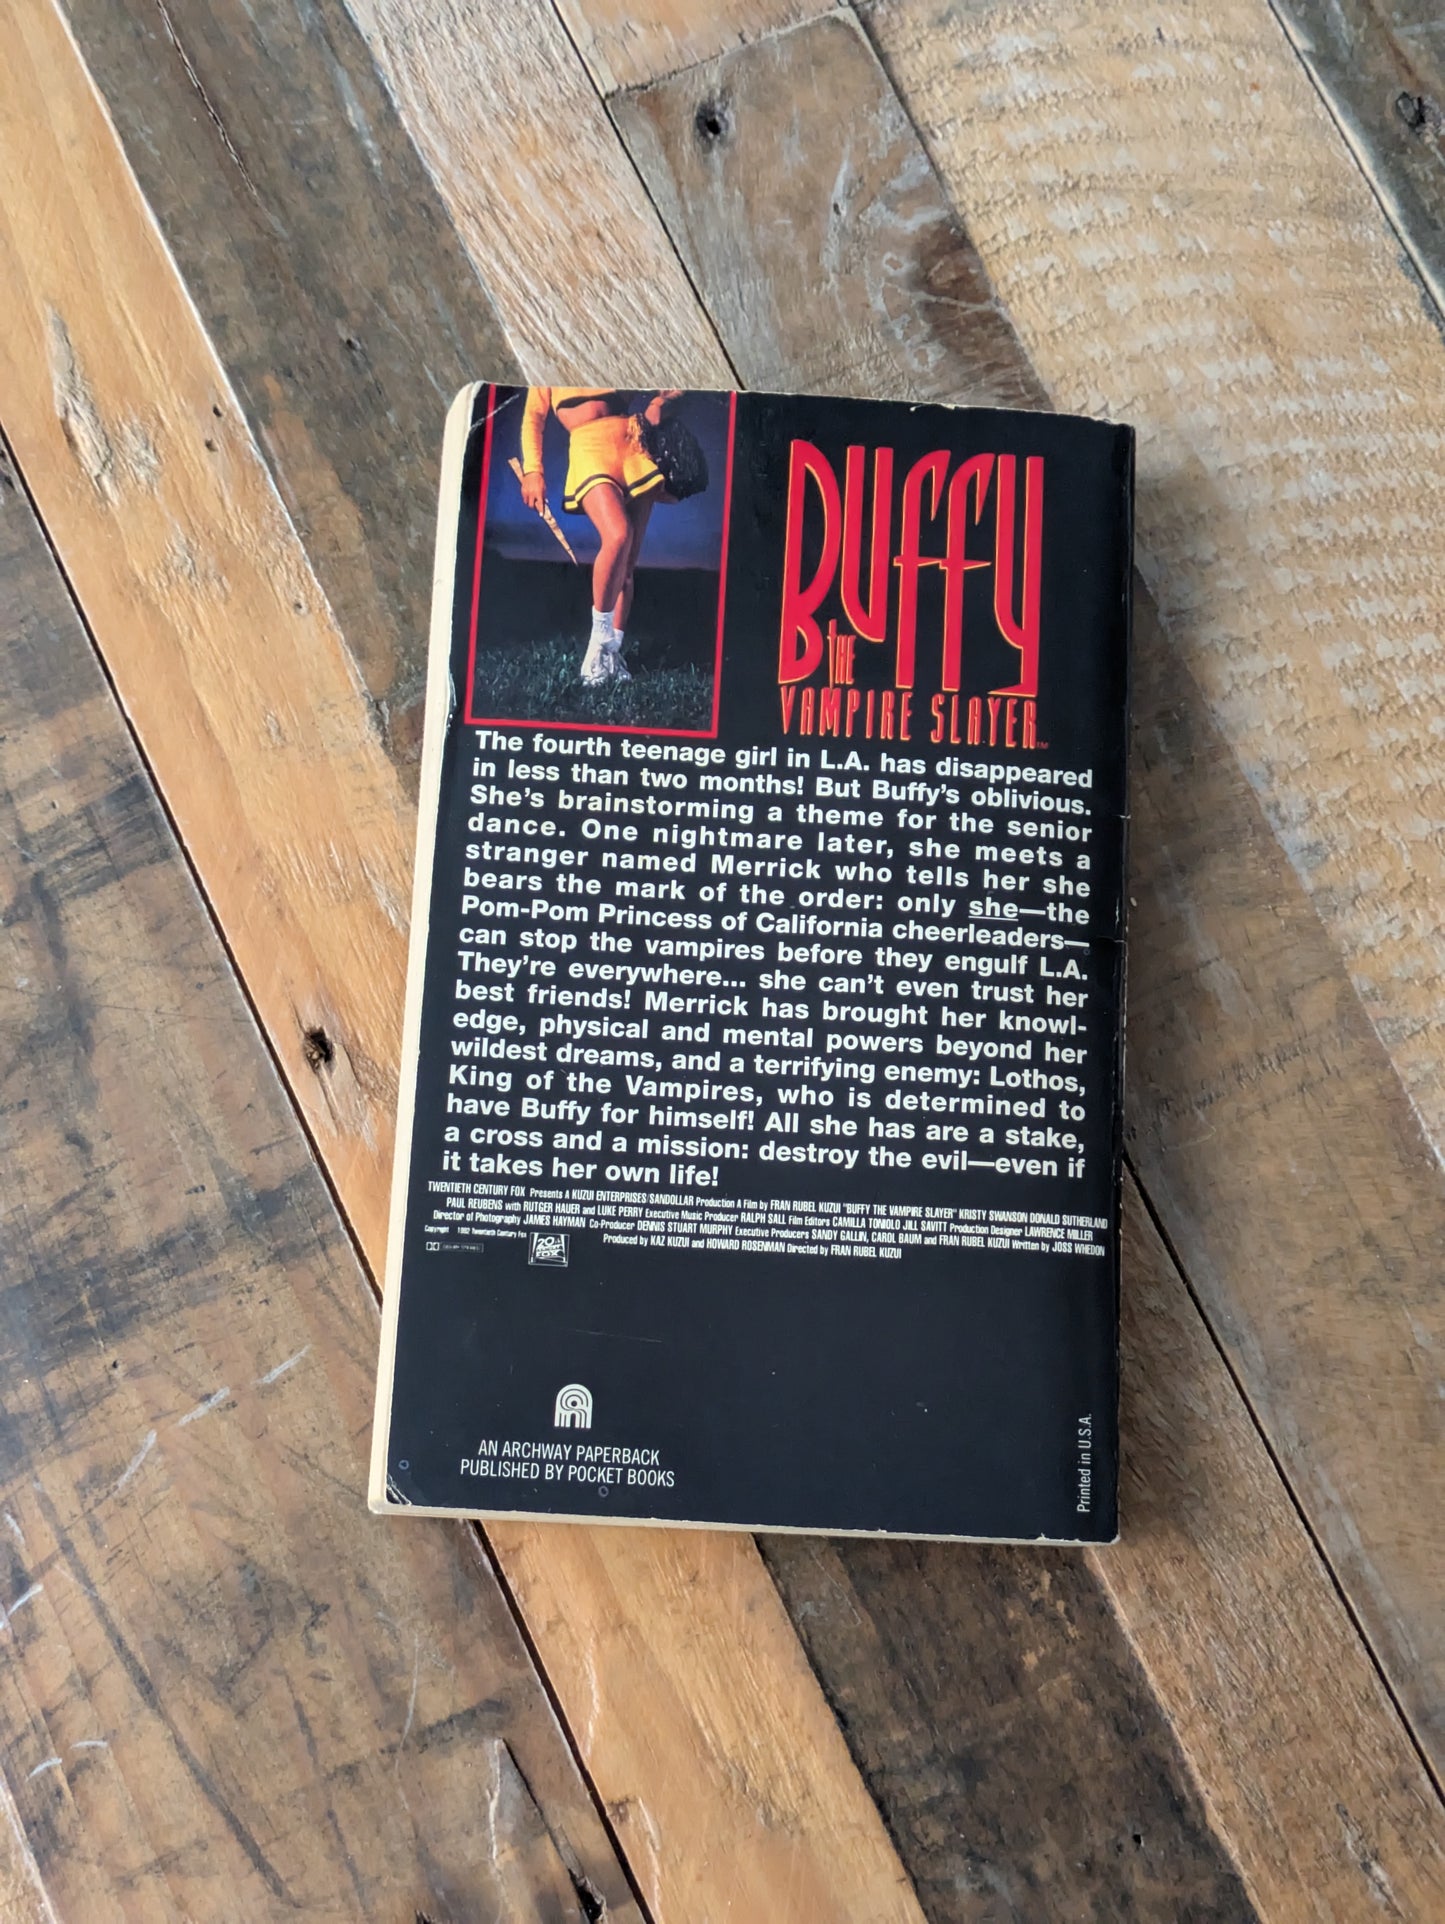 BUFFY
THE
VAMPIRE SLAYER™
The fourth teenage girl in L.A. has disappeared
in less than two months! But Buffy's oblivious.
She's brainstorming a theme for the senior
dance. One nightmare later, she meets a
stranger named Merrick who tells her she
bears the mark of the order: only she—the
Pom-Pom Princess of California cheerleaders—
can stop the vampires before they engulf L.A.
They're everywhere... she can't even trust her
best friends! Merrick has brought her knowl-
edge, physical and mental powers beyond her
wildest dreams, and a terrifying enemy: Lothos,
King of the Vampires, who is determined to
have Buffy for himself! All she has are a stake,
a cross and a mission: destroy the evil—even if
it takes her own life!
TWENTIETH CENTURY FOX Presents A KUZUI ENTERPRISES/SANDOLLAR Production A Film by FRAN RUBEL KUZUI "BUFFY THE VAMPIRE SLAYER" KRISTY SWANSON DONALD SUTHERLAND
PAUL REUBENS with RUTGER HAUER and LUKE PERRY Executive Music Producer RALPH SALL Film Editors CAMILLA TONIOLO JILL SAVITT Production Designer LAWRENCE MILLER
Director of Photography JAMES HAYMAN Co-Producer DENNIS STUART MURPHY Executive Producers SANDY GALLIN, CAROL BAUM and FRAN RUBEL KUZUI Written by JOSS WHEDON
Copyright 1992 Twentieth Century Fox
Produced by KAZ KUZUI and HOWARD ROSENMAN Directed by FRAN RUBEL KUZUI
20
CENTURY
FOX
AN ARCHWAY PAPERBACK
PUBLISHED BY POCKET BOOKS
Printed in U.S.A.